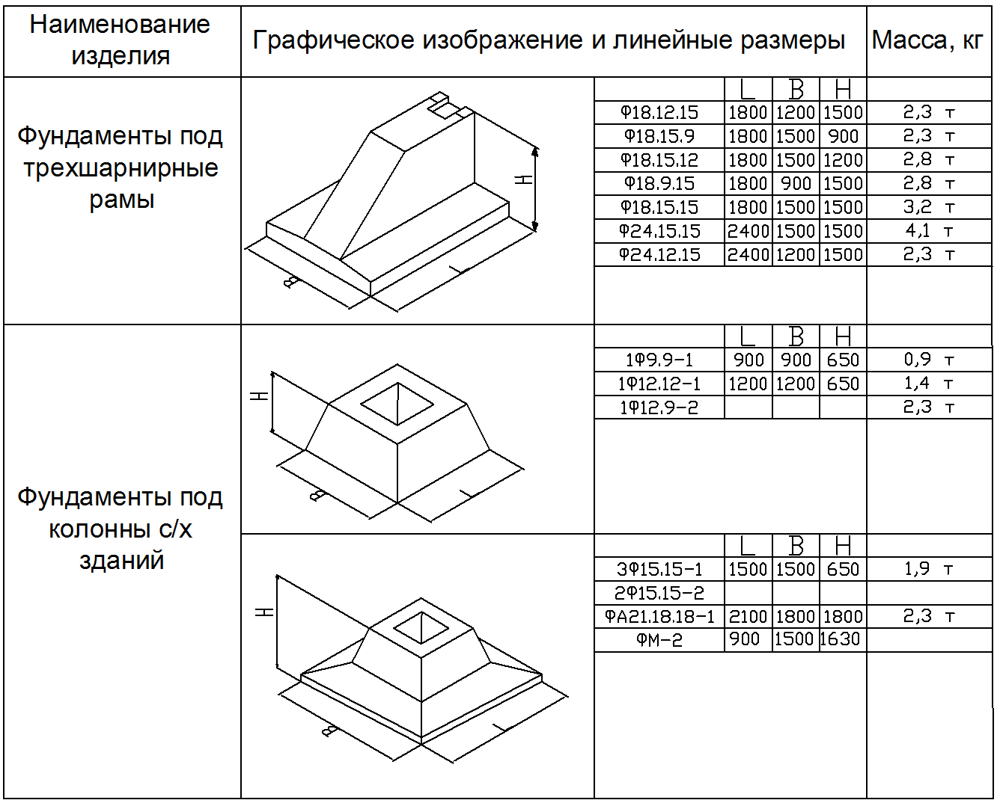 Наименование изделия
Графическое изображение и линейные размеры
Масса, кг
Фундаменты под
трехшарнирные
рамы
H
B
L
L B H
Ф18.12.15 1800 1200 1500 2,3 т
Ф18.15.9 1800 1500 900 2,3 т
Ф18.15.12 1800 1500 1200 2,8 т
Ф18.9.15 1800 900 1500 2,8 т
Ф18.15.15 1800 1500 1500 3,2 т
Ф24.15.15 2400 1500 1500 4,1 т
Ф24.12.15 2400 1200 1500 2,3 т
Фундаменты под
колонны с/х
зданий
H
B
L
L B H
1Ф9.9-1 900 900 650 0,9 т
1Ф12.12-1 1200 1200 650 1,4 т
1Ф12.9-2 2,3 т
H
B
L
L B H
3Ф15.15-1 1500 1500 650 1,9 т
2Ф15.15-2
ФА21.18.18-1 2100 1800 1800 2,3 т
ФМ-2 900 1500 1630